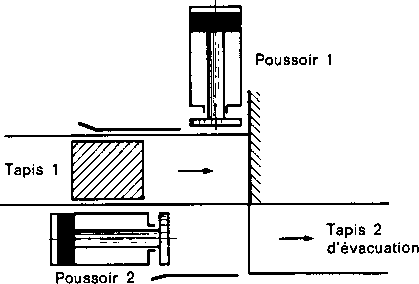 Poussoir 1
Tapis 1
Tapis 2
d'évacuation
Poussoir 2